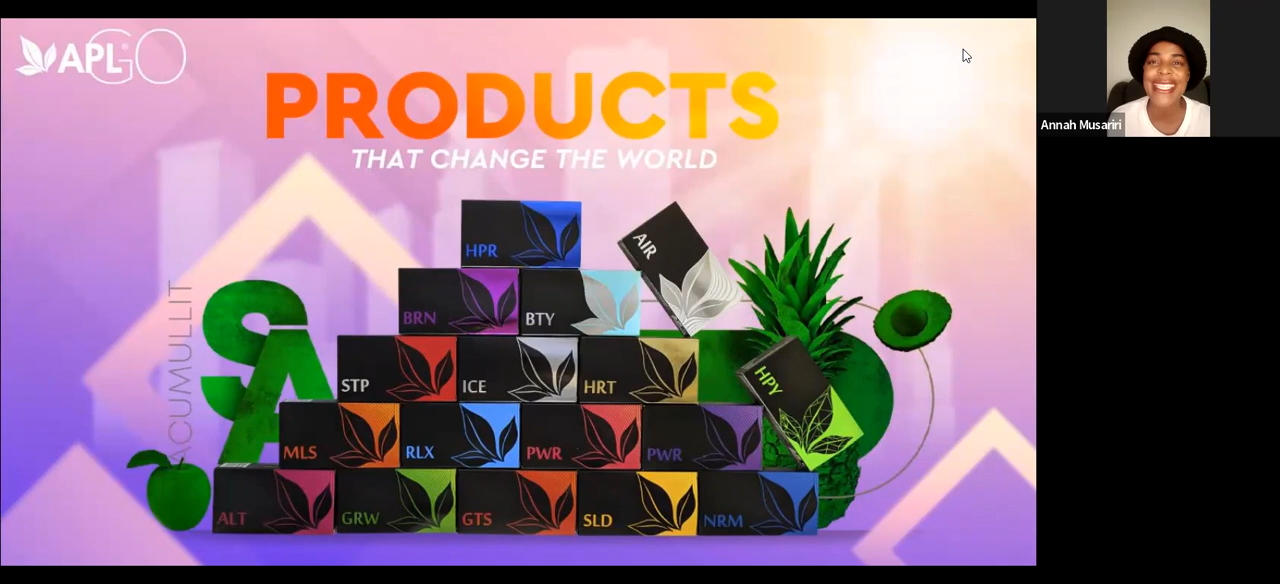 APLGO
PRODUCTS
THAT CHANGE THE WORLD
Annah Musariri
SA
ACUMULLIT
HPR
AIR
BRN
BTY
STP
ICE
HRT
HPY
MLS
RLX
PWR
PWR
ALT
GRW
GTS
SLD
NRM